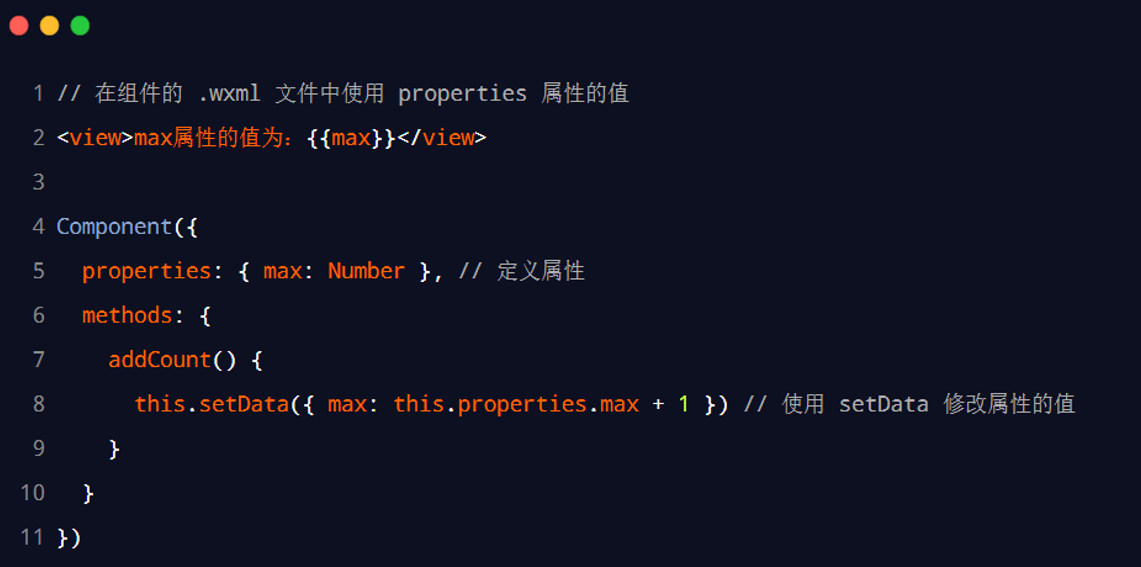 1 // 在组件的 .wxml 文件中使用 properties 属性的值
2 <view>max属性的值为：{{max}}</view>
3
4 Component({
5   properties: { max: Number }, // 定义属性
6   methods: {
7     addCount() {
8       this.setData({ max: this.properties.max + 1 }) // 使用 setData 修改属性的值
9     }
10   }
11 })